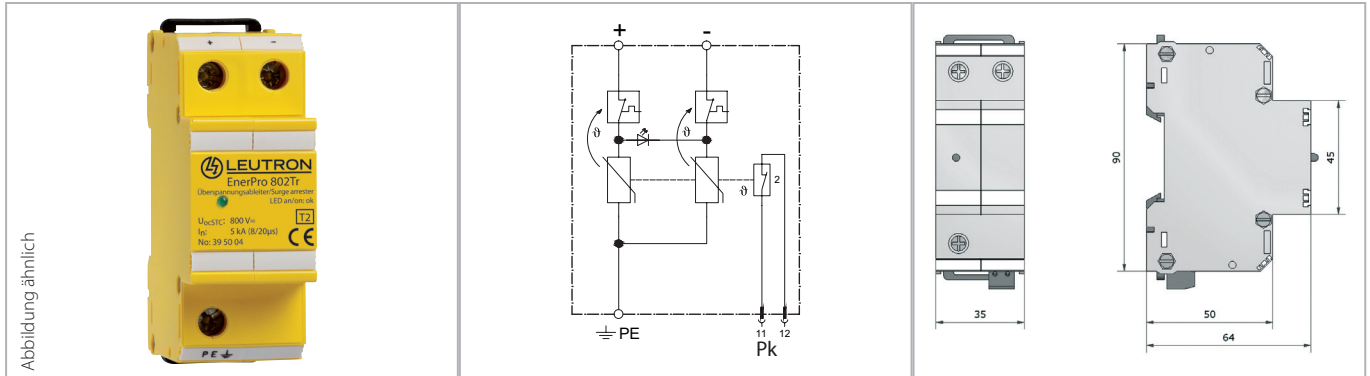 Abbildung ähnlich
+ -
LEUTRON
EnerPro 802Tr
Überspannungsableiter/Surge arrester
LED an/on: ok
UocSTC: 800 V⎓
T2
In: 5 kA (8/20µs)
No: 39 50 04
CE
PE
+ -
ϑ ϑ
ϑ 2
PE
11 12
Pk
35
90
45
50
64